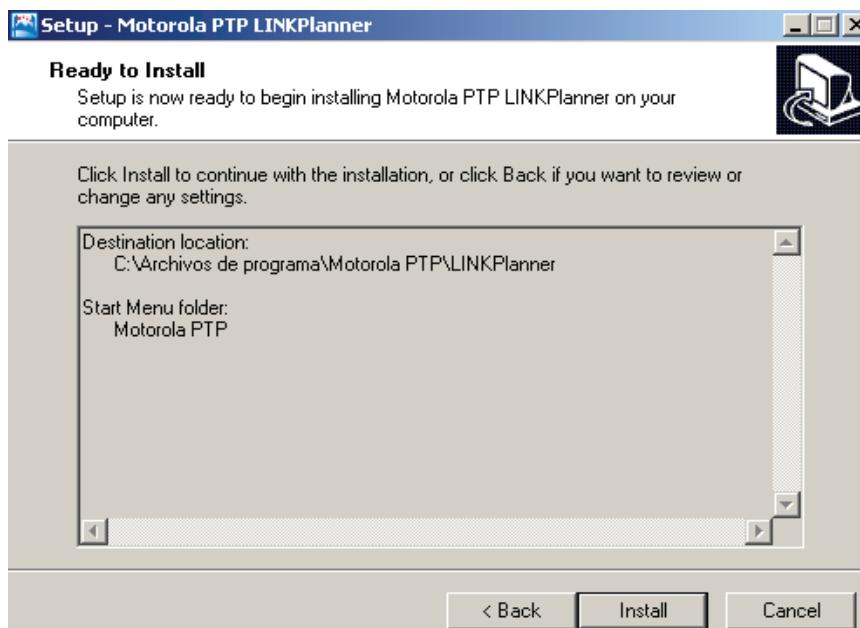 Setup - Motorola PTP LINKPlanner
Ready to Install
Setup is now ready to begin installing Motorola PTP LINKPlanner on your
computer.
Click Install to continue with the installation, or click Back if you want to review or
change any settings.
Destination location:
C:\Archivos de programa\Motorola PTP\LINKPlanner
Start Menu folder:
Motorola PTP
< Back Install Cancel